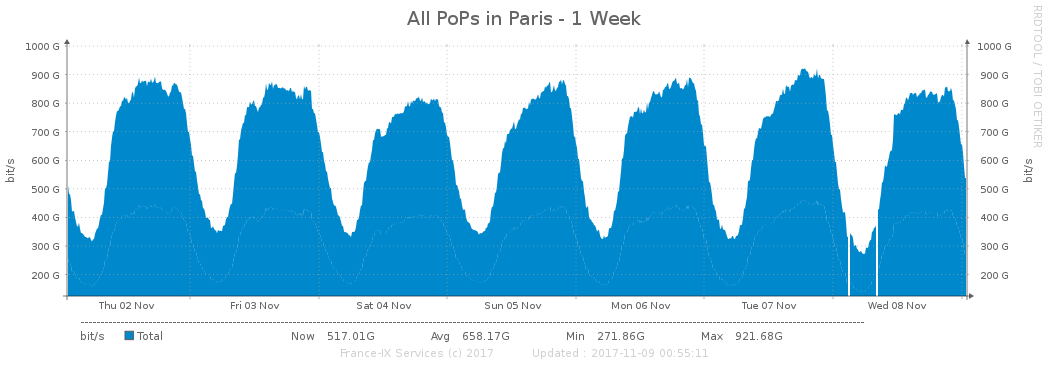 All PoPs in Paris - 1 Week
RRDTOOL / TOBI OETIKER
bit/s
1000 G
900 G
800 G
700 G
600 G
500 G
400 G
300 G
200 G
1000 G
900 G
800 G
700 G
600 G
500 G
400 G
300 G
200 G
bit/s
Thu 02 Nov Fri 03 Nov Sat 04 Nov Sun 05 Nov Mon 06 Nov Tue 07 Nov Wed 08 Nov
bit/s Total Now 517.01G Avg 658.17G Min 271.86G Max 921.68G
France-IX Services (c) 2017 Updated : 2017-11-09 00:55:11